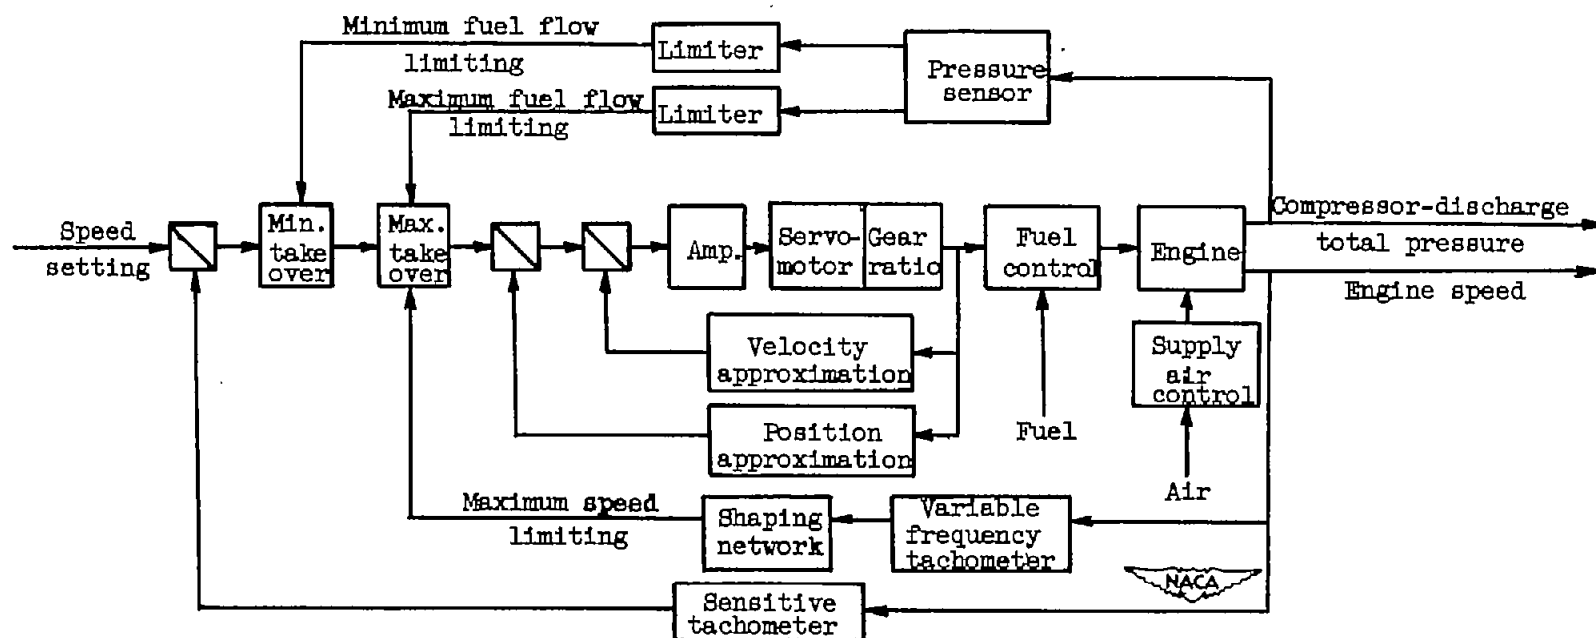 Minimum fuel flow
limiting
Limiter
Pressure
sensor
Maximum fuel flow
limiting
Limiter
Speed
setting
Min.
take
over
Max.
take
over
Amp.
Servo-
motor
Gear
ratio
Fuel
control
Engine
Compressor-discharge
total pressure
Engine speed
Velocity
approximation
Supply
air
control
Position
approximation
Fuel
Air
Maximum speed
limiting
Shaping
network
Variable
frequency
tachometer
NACA
Sensitive
tachometer